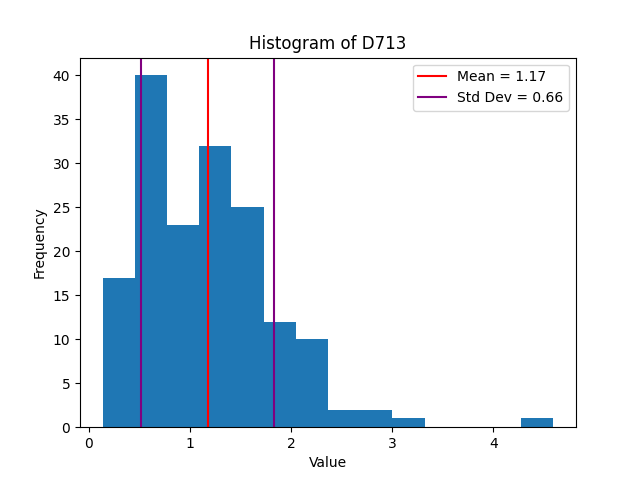 Histogram of D713
Mean = 1.17
Std Dev = 0.66
40
35
30
25
20
15
10
5
0
Frequency
0 1 2 3 4
Value